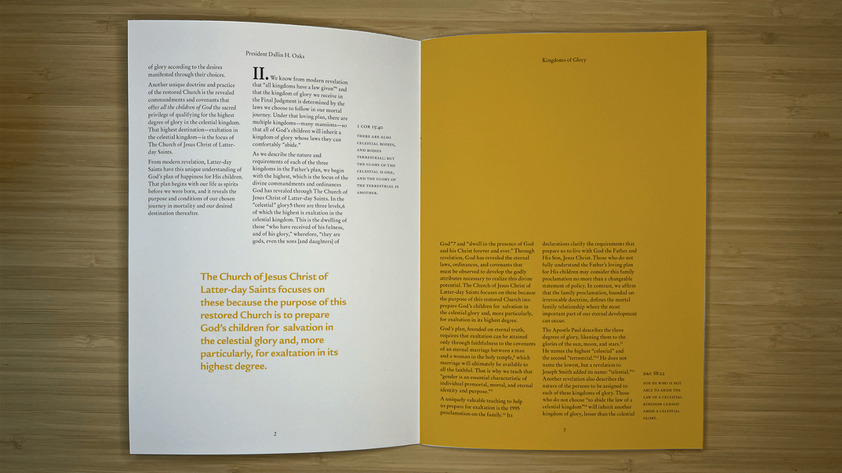 President Dallin H. Oaks
of glory according to the desires
manifested through their choices.
Another unique doctrine and practice
of the restored Church is the revealed
commandments and covenants that
offer all the children of God the sacred
privilege of qualifying for the highest
degree of glory in the celestial kingdom.
That highest destination—exaltation in
the celestial kingdom—is the focus of
The Church of Jesus Christ of Latter-
day Saints.
From modern revelation, Latter-day
Saints have this unique understanding of
God's plan of happiness for His children.
That plan begins with our life as spirits
before we were born, and it reveals the
purpose and conditions of our chosen
journey in mortality and our desired
destination thereafter.
II. We know from modern revelation
that "all kingdoms have a law given" and
that the kingdom of glory we receive in
the Final Judgment is determined by the
laws we choose to follow in our mortal
journey. Under that loving plan, there are
multiple kingdoms—many mansions—so
that all of God's children will inherit a
kingdom of glory whose laws they can
comfortably "abide."
As we describe the nature and
requirements of each of the three
kingdoms in the Father's plan, we begin
with the highest, which is the focus of the
divine commandments and ordinances
God has revealed through The Church of
Jesus Christ of Latter-day Saints. In the
"celestial" glory5 there are three levels,6
of which the highest is exaltation in the
celestial kingdom. This is the dwelling of
those "who have received of his fulness,
and of his glory," wherefore, "they are
gods, even the sons [and daughters] of
1 COR 15:40
THERE ARE ALSO
CELESTIAL BODIES,
AND BODIES
TERRESTRIAL: BUT
THE GLORY OF THE
CELESTIAL IS ONE,
AND THE GLORY OF
THE TERRESTRIAL IS
ANOTHER.
The Church of Jesus Christ of
Latter-day Saints focuses on
these because the purpose of this
restored Church is to prepare
God's children for salvation in
the celestial glory and, more
particularly, for exaltation in its
highest degree.
2
Kingdoms of Glory
God"7 and "dwell in the presence of God
and his Christ forever and ever." Through
revelation, God has revealed the eternal
laws, ordinances, and covenants that
must be observed to develop the godly
attributes necessary to realize this divine
potential. The Church of Jesus Christ of
Latter-day Saints focuses on these because
the purpose of this restored Church is to
prepare God's children for salvation in
the celestial glory and, more particularly,
for exaltation in its highest degree.
God's plan, founded on eternal truth,
requires that exaltation can be attained
only through faithfulness to the covenants
of an eternal marriage between a man
and a woman in the holy temple, which
marriage will ultimately be available to
all the faithful. That is why we teach that
"gender is an essential characteristic of
individual premortal, mortal, and eternal
identity and purpose."
A uniquely valuable teaching to help
us prepare for exaltation is the 1995
proclamation on the family. Its
declarations clarify the requirements that
prepare us to live with God the Father and
His Son, Jesus Christ. Those who do not
fully understand the Father's loving plan
for His children may consider this family
proclamation no more than a changeable
statement of policy. In contrast, we affirm
that the family proclamation, founded on
irrevocable doctrine, defines the mortal
family relationship where the most
important part of our eternal development
can occur.
The Apostle Paul describes the three
degrees of glory, likening them to the
glories of the sun, moon, and stars.
He names the highest "celestial" and
the second "terrestrial." He does not
name the lowest, but a revelation to
Joseph Smith added its name: "telestial."
Another revelation also describes the
nature of the persons to be assigned to
each of these kingdoms of glory. Those
who do not choose "to abide the law of a
celestial kingdom" will inherit another
kingdom of glory, lesser than the celestial
D&C 88:22
FOR HE WHO IS NOT
ABLE TO ABIDE THE
LAW OF A CELESTIAL
KINGDOM CANNOT
ABIDE A CELESTIAL
GLORY.